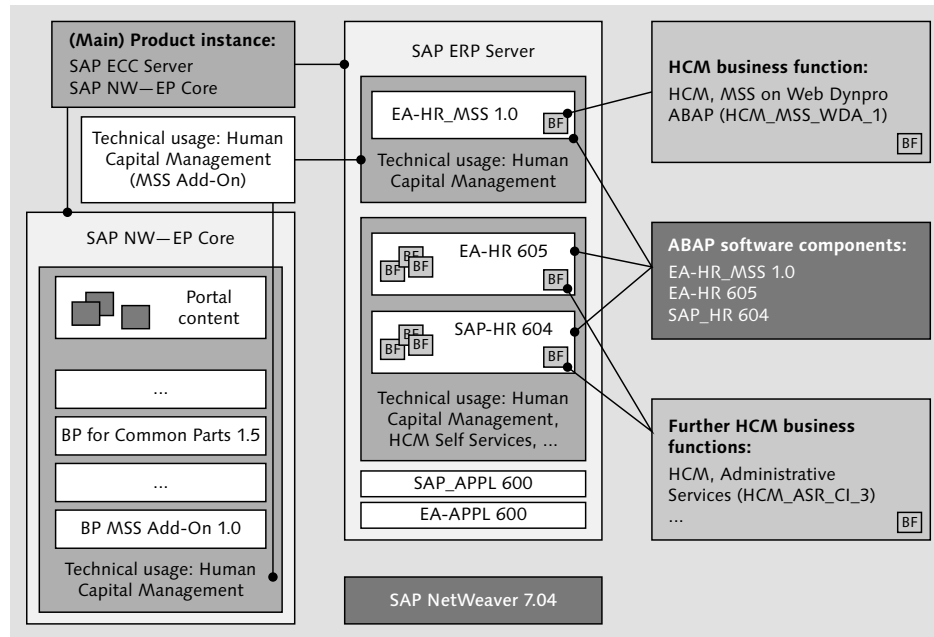 (Main) Product instance:
SAP ECC Server
SAP NW—EP Core
Technical usage: Human
Capital Management
(MSS Add-On)
SAP NW—EP Core
Portal
content
...
BP for Common Parts 1.5
...
BP MSS Add-On 1.0
Technical usage: Human
Capital Management
SAP ERP Server
EA-HR_MSS 1.0
BF
Technical usage: Human
Capital Management
EA-HR 605
BF
BF
BF
BF
SAP-HR 604
BF
BF
BF
BF
Technical usage: Human
Capital Management,
HCM Self Services, ...
SAP_APPL 600
EA-APPL 600
SAP NetWeaver 7.04
HCM business function:
HCM, MSS on Web Dynpro
ABAP (HCM_MSS_WDA_1)
BF
ABAP software components:
EA-HR_MSS 1.0
EA-HR 605
SAP_HR 604
Further HCM business
functions:
HCM, Administrative
Services (HCM_ASR_CI_3)
...
BF